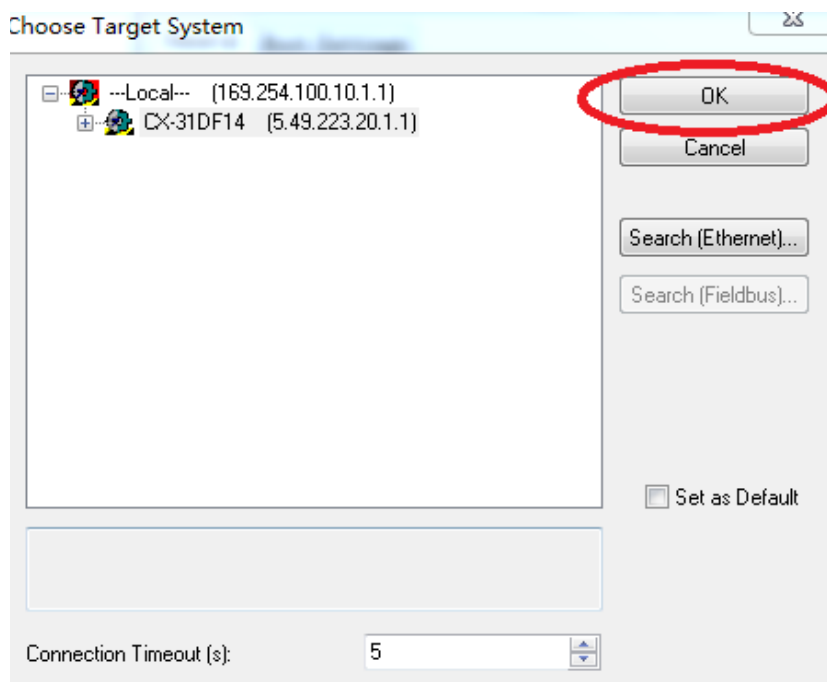 Choose Target System
---Local--- (169.254.100.10.1.1)
CX-31DF14 (5.49.223.20.1.1)
OK
Cancel
Search (Ethernet)...
Search (Fieldbus)...
Set as Default
Connection Timeout (s):
5